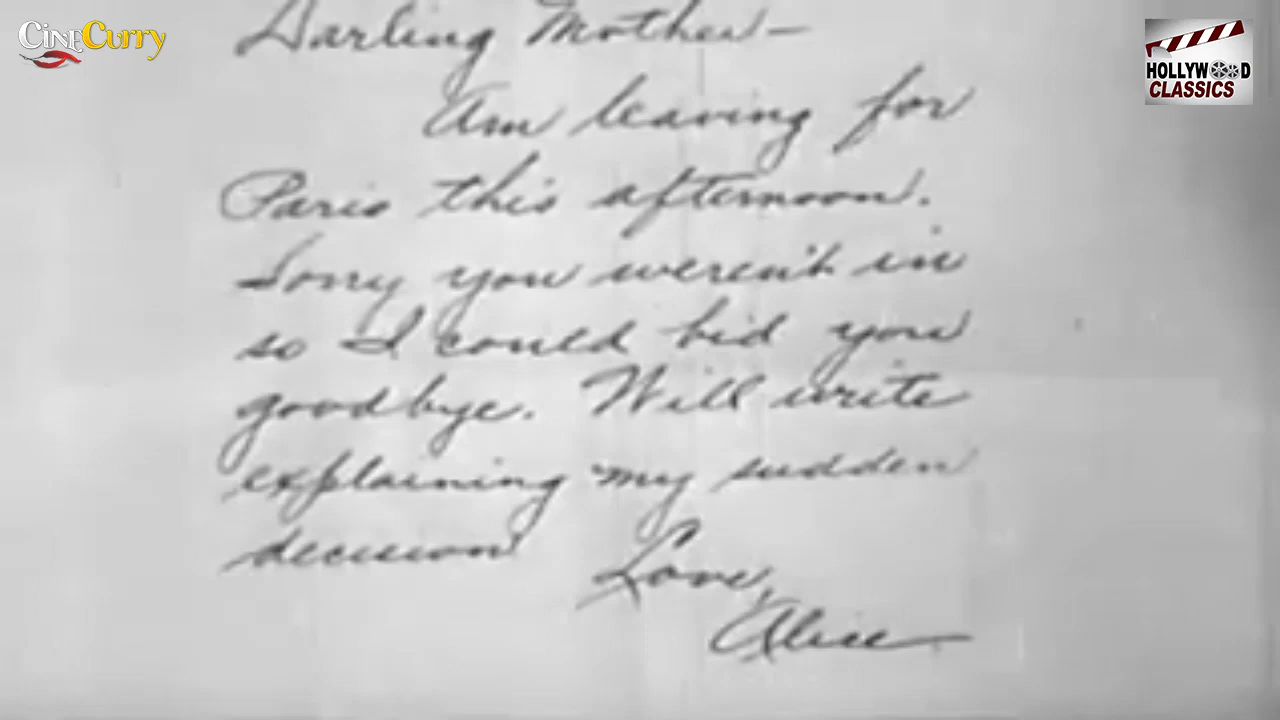 CineCurry
HOLLYWOOD
CLASSICS
Darling Mother-
Am leaving for
Paris this afternoon.
Sorry you weren't in
so I could bid you
goodbye. Will write
explaining my sudden
decision
Love,
Alice